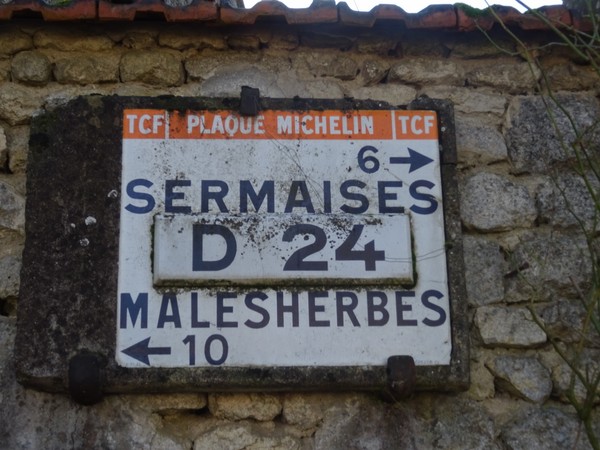 TCF PLAQUE MICHELIN TCF
6 →
SERMAISES
D 24
MALESHERBES
← 10